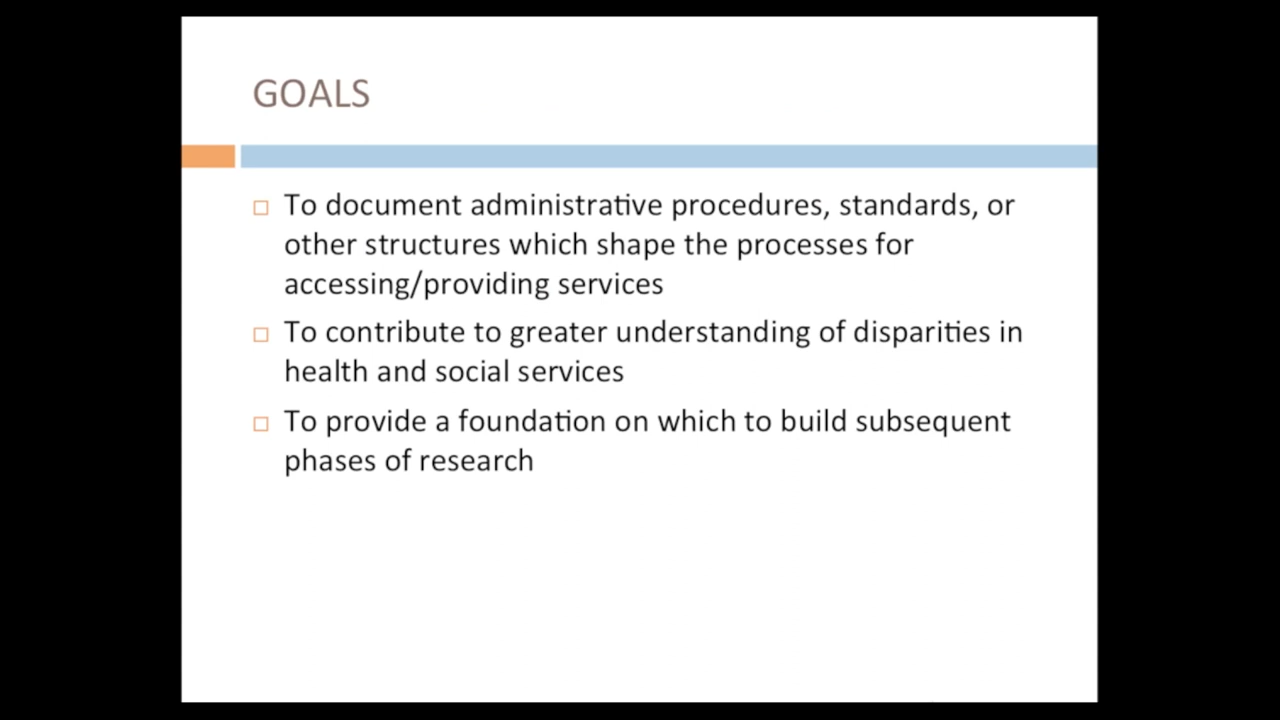 GOALS
To document administrative procedures, standards, or
other structures which shape the processes for
accessing/providing services
To contribute to greater understanding of disparities in
health and social services
To provide a foundation on which to build subsequent
phases of research